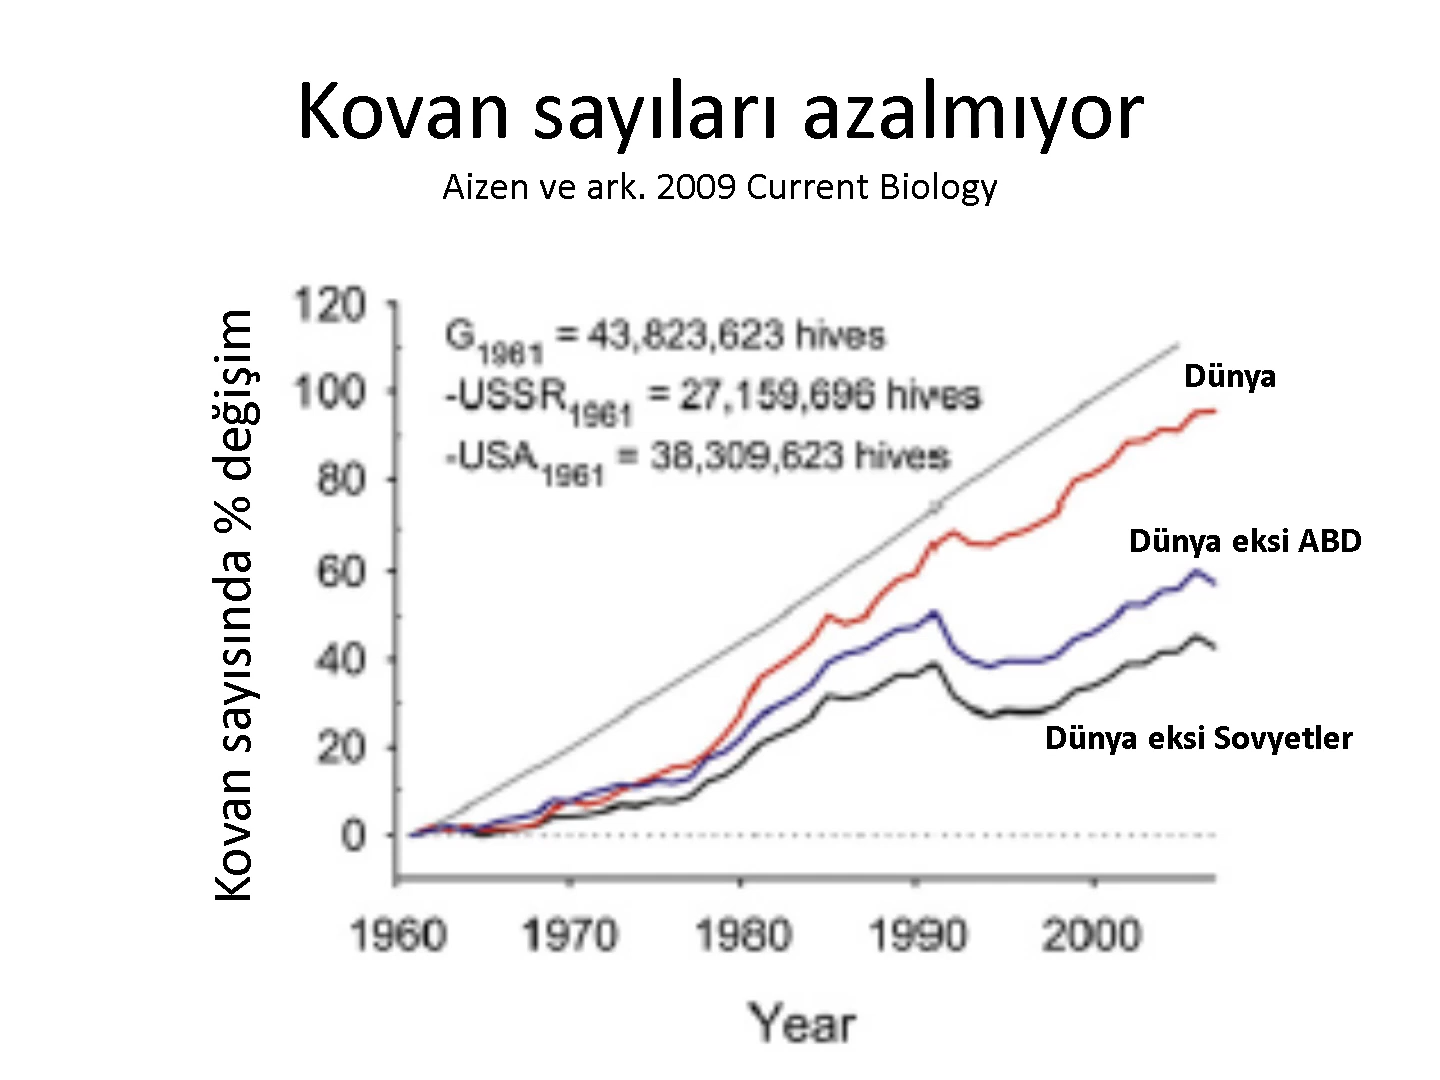 Kovan sayıları azalmıyor
Aizen ve ark. 2009 Current Biology
Kovan sayısında % değişim
120
100
80
60
40
20
0
G1961 = 43,823,623 hives
-USSR1961 = 27,159,696 hives
-USA1961 = 38,309,623 hives
Dünya
Dünya eksi ABD
Dünya eksi Sovyetler
1960 1970 1980 1990 2000
Year